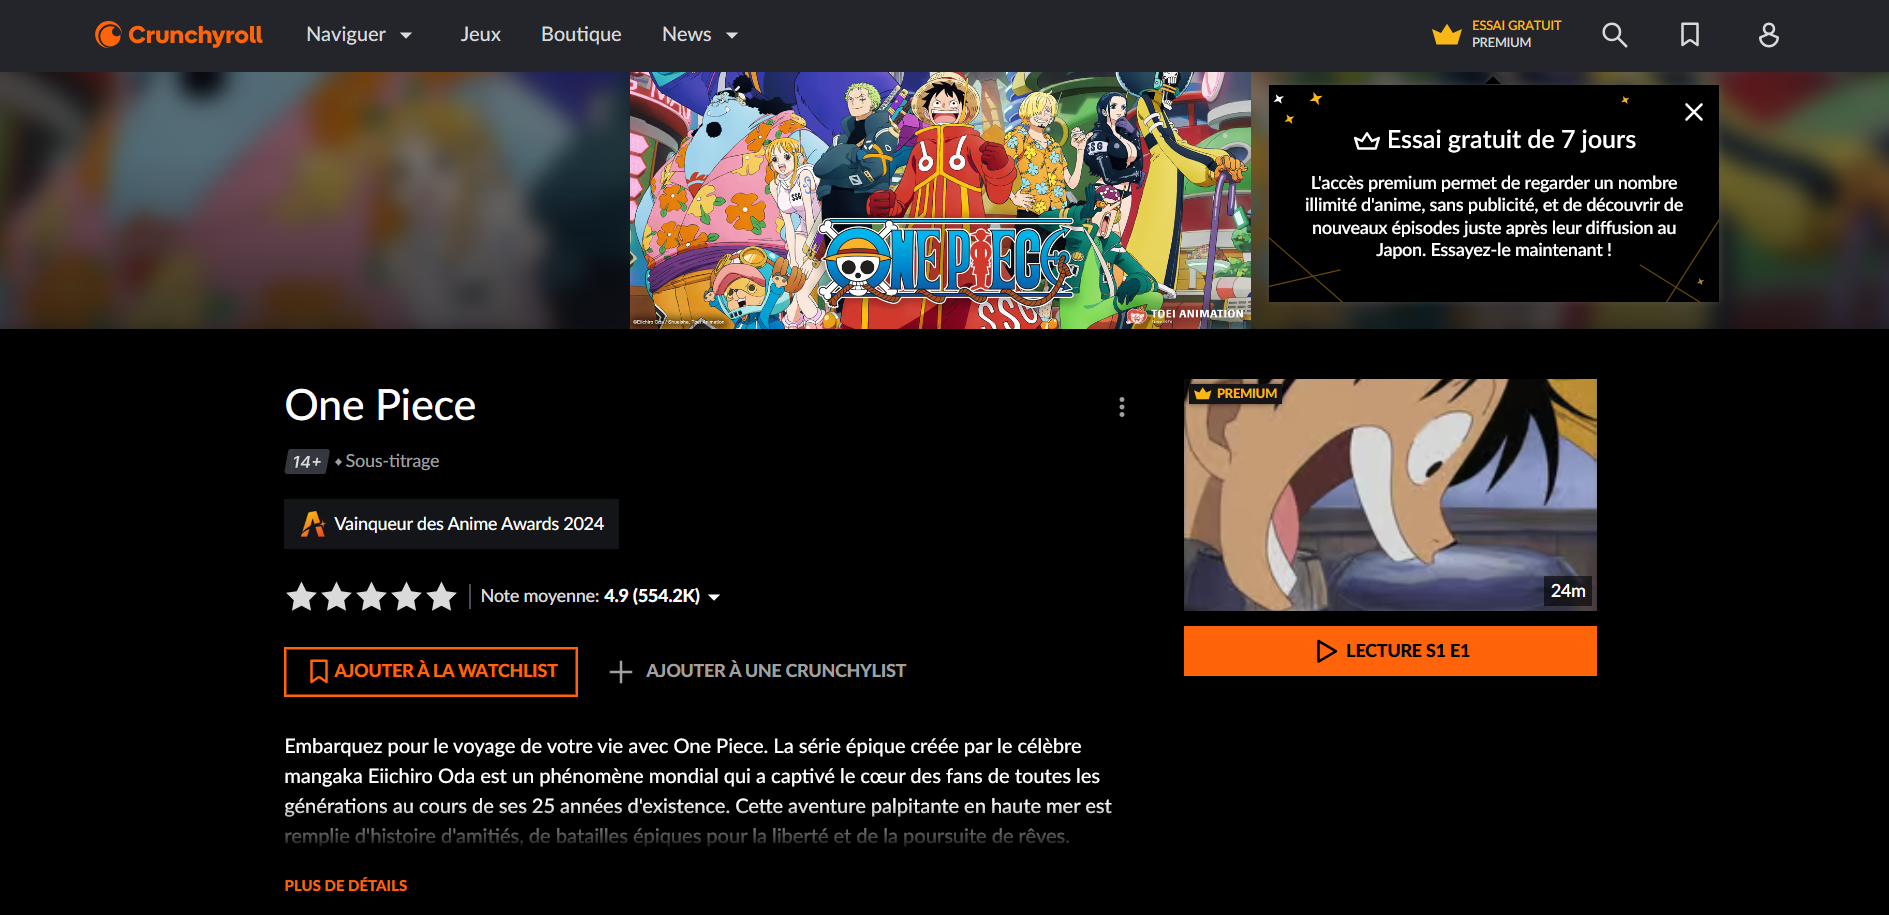 Crunchyroll
Naviguer
Jeux
Boutique
News
ESSAI GRATUIT
PREMIUM
Essai gratuit de 7 jours
L'accès premium permet de regarder un nombre
illimité d'anime, sans publicité, et de découvrir de
nouveaux épisodes juste après leur diffusion au
Japon. Essayez-le maintenant !
SSG
ONE PIECE
©Eiichiro Oda / Shueisha, Toei Animation
TOEI ANIMATION
One Piece
14+ ♦ Sous-titrage
Vainqueur des Anime Awards 2024
Note moyenne: 4.9 (554.2K)
AJOUTER À LA WATCHLIST
AJOUTER À UNE CRUNCHYLIST
Embarquez pour le voyage de votre vie avec One Piece. La série épique créée par le célèbre
mangaka Eiichiro Oda est un phénomène mondial qui a captivé le cœur des fans de toutes les
générations au cours de ses 25 années d'existence. Cette aventure palpitante en haute mer est
remplie d'histoire d'amitiés, de batailles épiques pour la liberté et de la poursuite de rêves.
PLUS DE DÉTAILS
PREMIUM
24m
LECTURE S1 E1